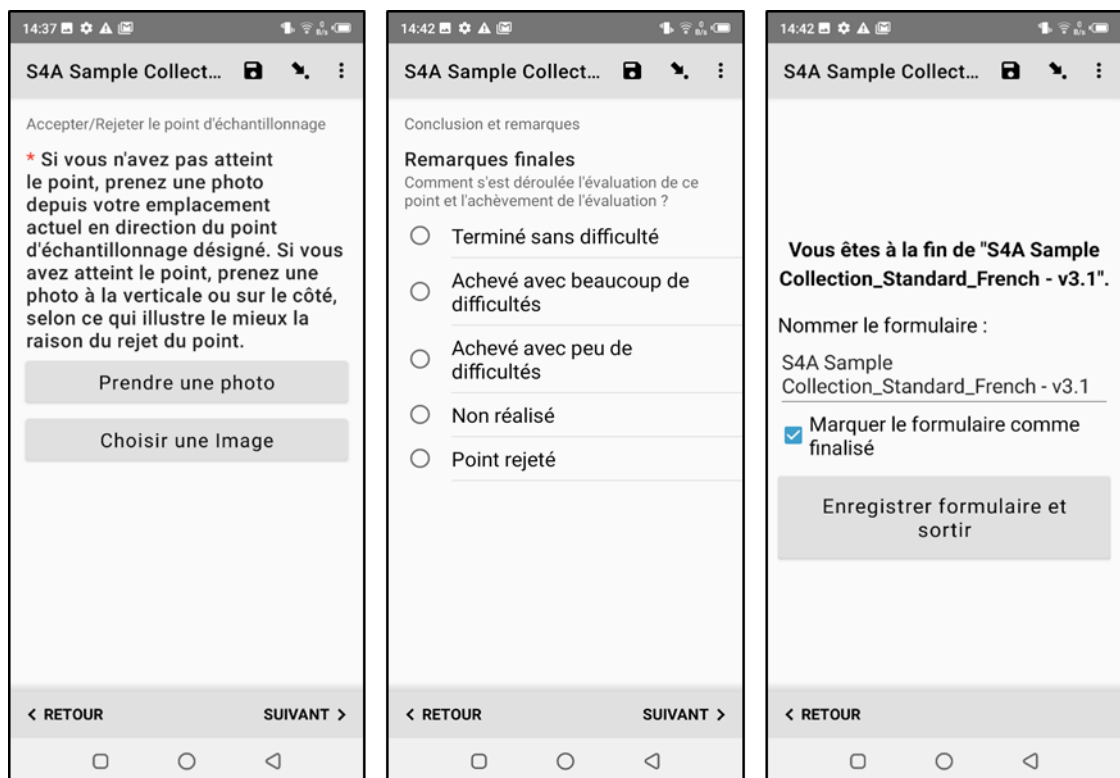 14:37
S4A Sample Collect...
Accepter/Rejeter le point d'échantillonnage
* Si vous n'avez pas atteint
le point, prenez une photo
depuis votre emplacement
actuel en direction du point
d'échantillonnage désigné. Si vous
avez atteint le point, prenez une
photo à la verticale ou sur le côté,
selon ce qui illustre le mieux la
raison du rejet du point.
Prendre une photo
Choisir une Image
< RETOUR
SUIVANT >
14:42
S4A Sample Collect...
Conclusion et remarques
Remarques finales
Comment s'est déroulée l'évaluation de ce
point et l'achèvement de l'évaluation ?
Terminé sans difficulté
Achevé avec beaucoup de
difficultés
Achevé avec peu de
difficultés
Non réalisé
Point rejeté
< RETOUR
SUIVANT >
14:42
S4A Sample Collect...
Vous êtes à la fin de "S4A Sample
Collection_Standard_French - v3.1".
Nommer le formulaire :
S4A Sample
Collection_Standard_French - v3.1
Marquer le formulaire comme
finalisé
Enregistrer formulaire et
sortir
< RETOUR